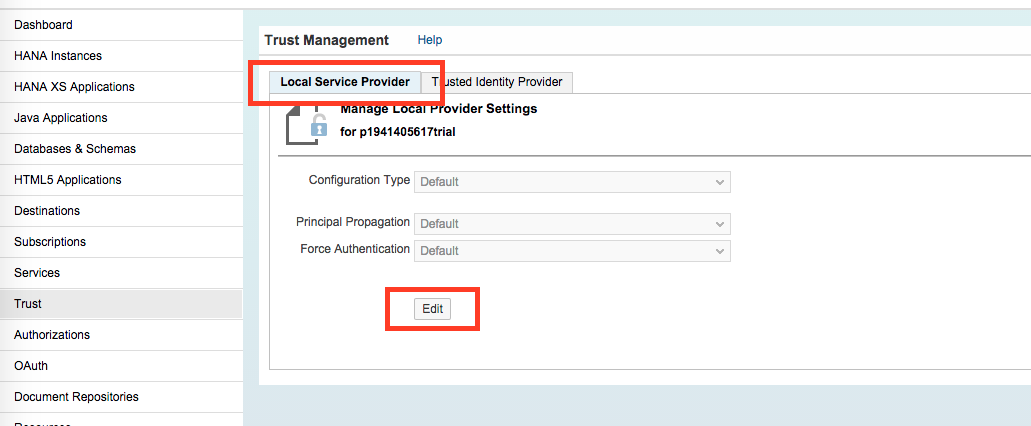 Dashboard
HANA Instances
HANA XS Applications
Java Applications
Databases & Schemas
HTML5 Applications
Destinations
Subscriptions
Services
Trust
Authorizations
OAuth
Document Repositories
Trust Management Help
Local Service Provider Trusted Identity Provider
Manage Local Provider Settings
for p1941405617trial
Configuration Type Default
Principal Propagation Default
Force Authentication Default
Edit